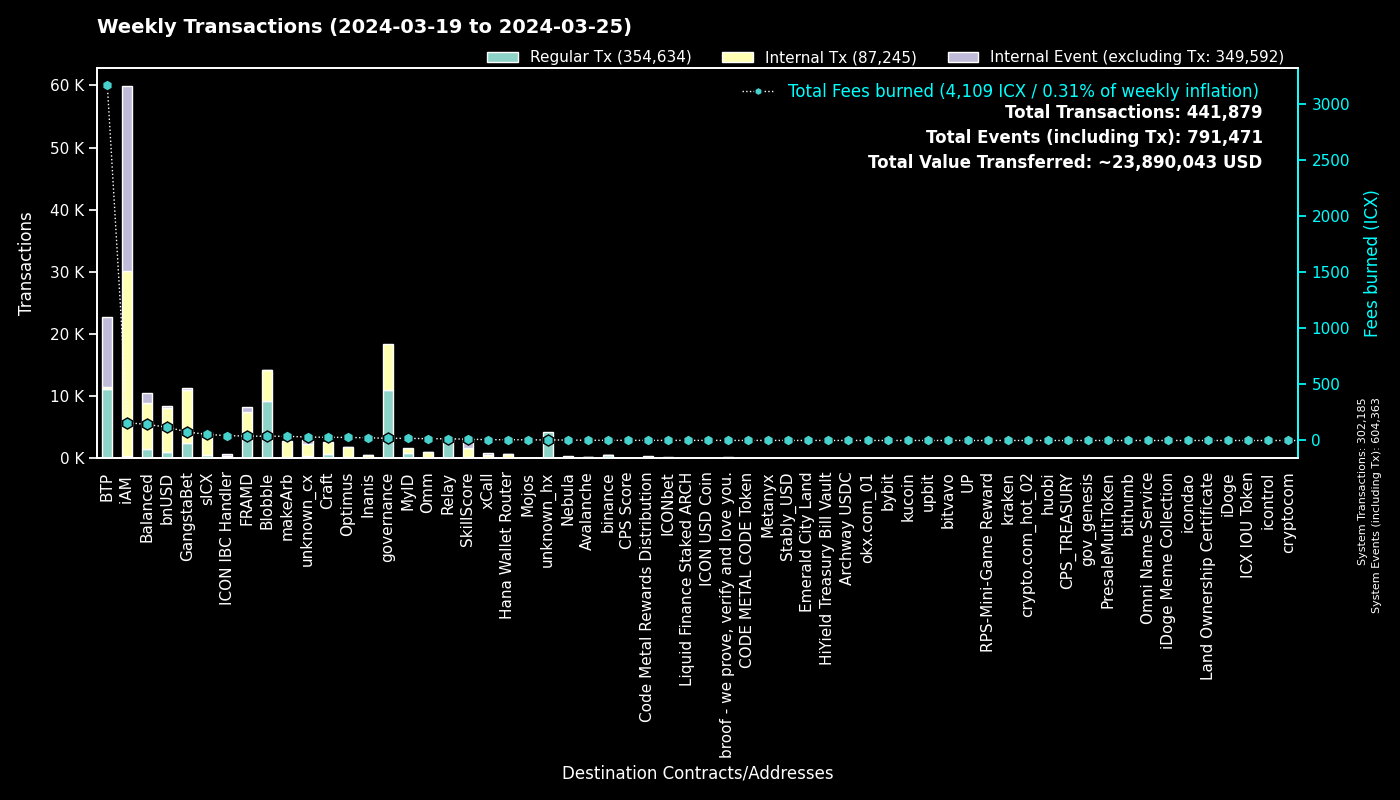 Weekly Transactions (2024-03-19 to 2024-03-25)
Regular Tx (354,634)
Internal Tx (87,245)
Internal Event (excluding Tx: 349,592)
Total Fees burned (4,109 ICX / 0.31% of weekly inflation)
Total Transactions: 441,879
Total Events (including Tx): 791,471
Total Value Transferred: ~23,890,043 USD
Transactions
60 K
50 K
40 K
30 K
20 K
10 K
0 K
3000
2500
2000
1500
1000
500
0
Fees burned (ICX)
System Transactions: 302,185
System Events (including Tx): 604,363
BTP
iAM
Balanced
bnUSD
GangstaBet
sICX
ICON IBC Handler
FRAMD
Blobble
makeArb
unknown_cx
Craft
Optimus
Inanis
governance
MyID
Omm
Relay
SkillScore
xCall
Hana Wallet Router
Mojos
unknown_hx
Nebula
Avalanche
binance
CPS Score
Code Metal Rewards Distribution
ICONbet
Liquid Finance Staked ARCH
ICON USD Coin
broof - we prove, verify and love you.
CODE METAL CODE Token
Metanyx
Stably_USD
Emerald City Land
HiYield Treasury Bill Vault
Archway USDC
okx.com_01
bybit
kucoin
upbit
bitvavo
UP
RPS-Mini-Game Reward
kraken
crypto.com_hot_02
huobi
CPS_TREASURY
gov_genesis
PresaleMultiToken
bithumb
Omni Name Service
iDoge Meme Collection
icondao
Land Ownership Certificate
iDoge
ICX IOU Token
icontrol
cryptocom
Destination Contracts/Addresses